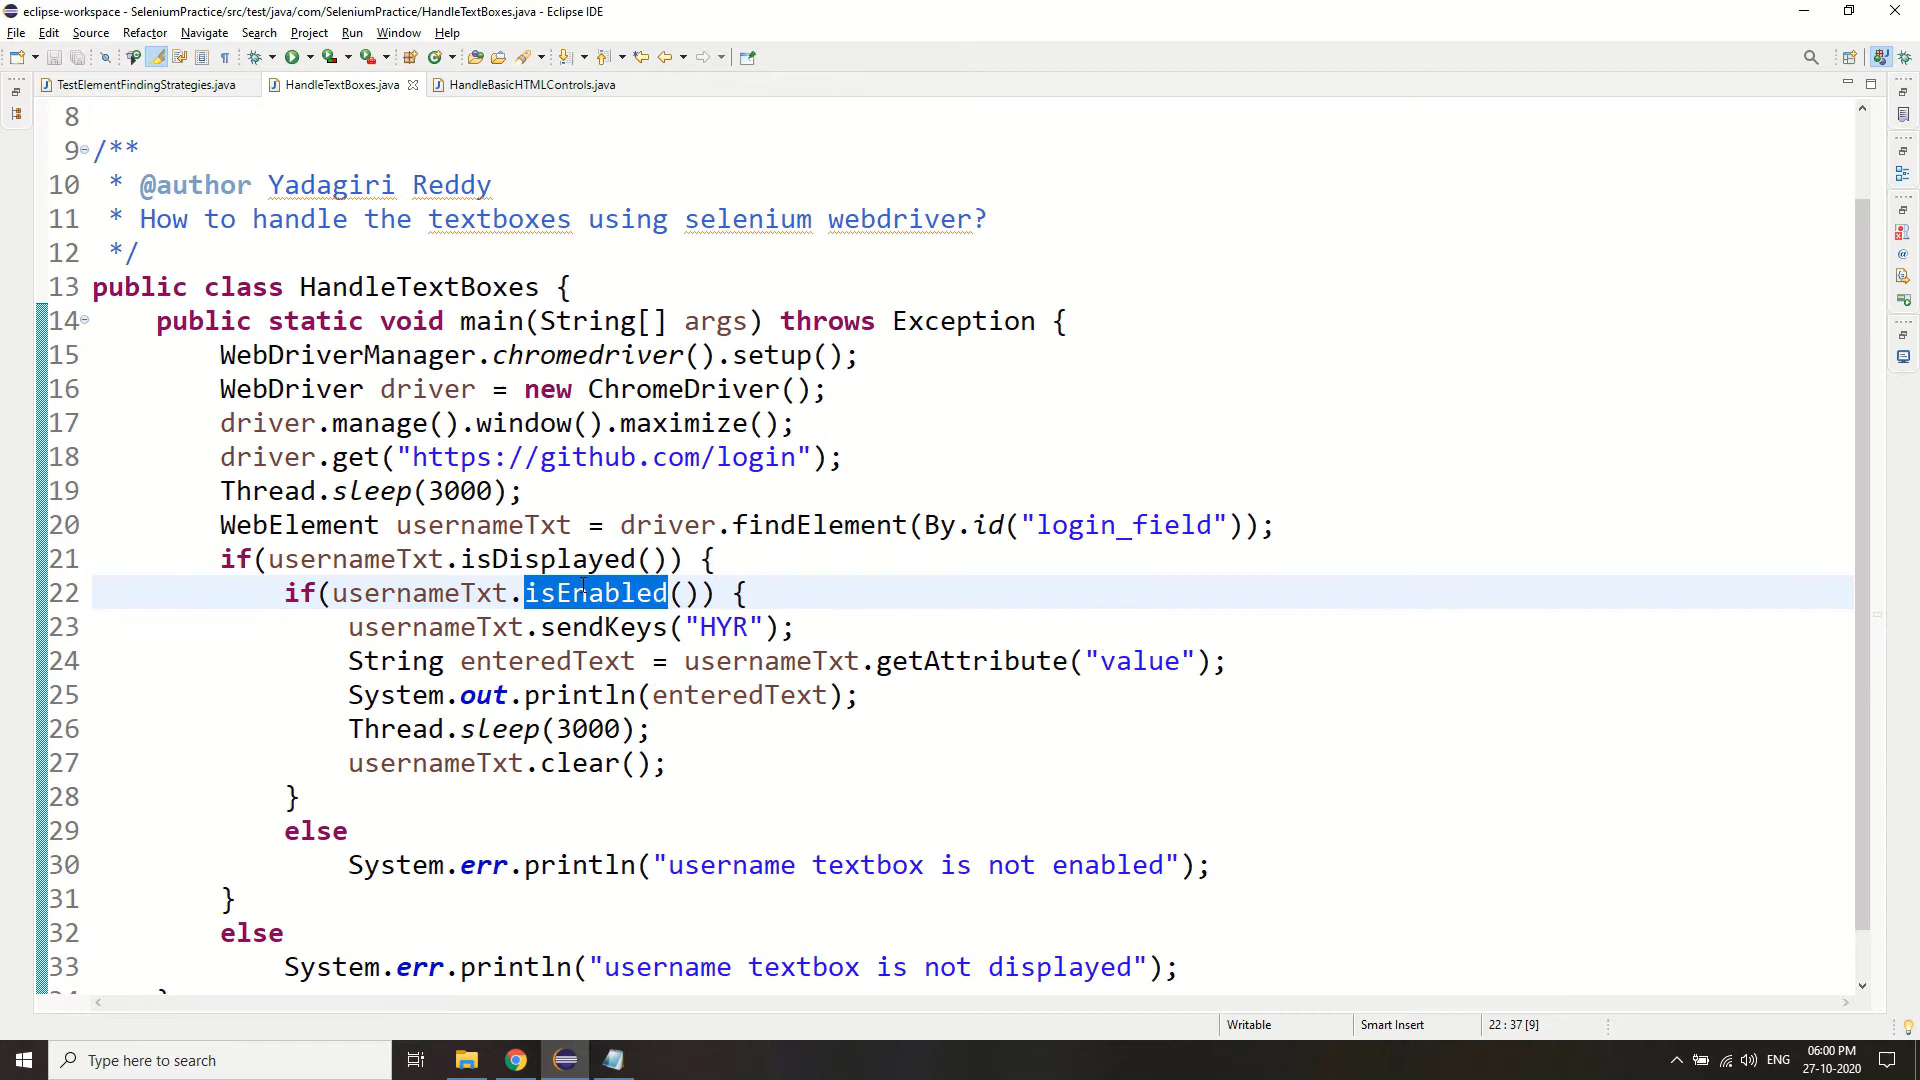 eclipse-workspace - SeleniumPractice/src/test/java/com/SeleniumPractice/HandleTextBoxes.java - Eclipse IDE
File Edit Source Refactor Navigate Search Project Run Window Help
TestElementFindingStrategies.java HandleTextBoxes.java HandleBasicHTMLControls.java
8
9 /**
10 * @author Yadagiri Reddy
11 * How to handle the textboxes using selenium webdriver?
12 */
13 public class HandleTextBoxes {
14 public static void main(String[] args) throws Exception {
15 WebDriverManager.chromedriver().setup();
16 WebDriver driver = new ChromeDriver();
17 driver.manage().window().maximize();
18 driver.get("https://github.com/login");
19 Thread.sleep(3000);
20 WebElement usernameTxt = driver.findElement(By.id("login_field"));
21 if(usernameTxt.isDisplayed()) {
22 if(usernameTxt.isEnabled()) {
23 usernameTxt.sendKeys("HYR");
24 String enteredText = usernameTxt.getAttribute("value");
25 System.out.println(enteredText);
26 Thread.sleep(3000);
27 usernameTxt.clear();
28 }
29 else
30 System.err.println("username textbox is not enabled");
31 }
32 else
33 System.err.println("username textbox is not displayed");
Writable Smart Insert 22 : 37 [9]
Type here to search
ENG
06:00 PM
27-10-2020